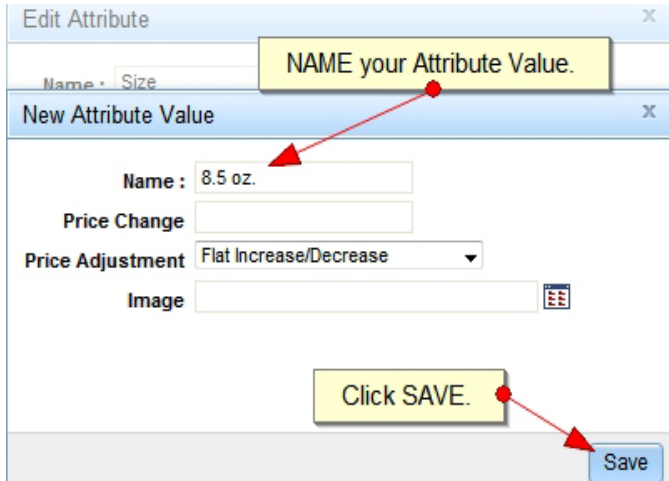 Edit Attribute x
NAME your Attribute Value.
Name : Size
New Attribute Value x
Name : 8.5 oz.
Price Change
Price Adjustment Flat Increase/Decrease
Image
Click SAVE.
Save